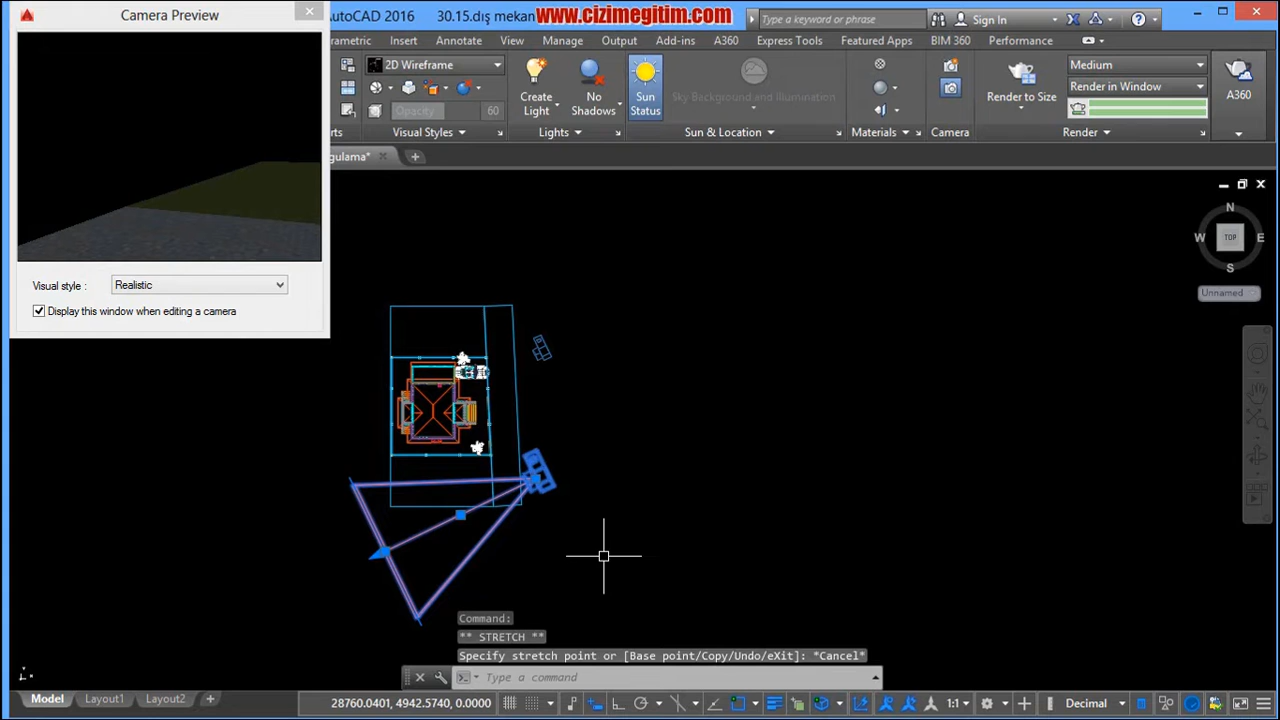 Camera Preview
AutoCAD 2016
30.15.dış mekan
www.cizimegitim.com
Type a keyword or phrase
Sign In
Insert
Annotate
View
Manage
Output
Add-ins
A360
Express Tools
Featured Apps
BIM 360
Performance
2D Wireframe
Opacity
60
Visual Styles
Create
Light
No
Shadows
Lights
Sun
Status
Sky Background and Illumination
Sun & Location
Materials
Camera
Render to Size
Medium
Render in Window
Render
A360
Visual style :
Realistic
Display this window when editing a camera
N
W
TOP
E
S
Unnamed
Command:
** STRETCH **
Specify stretch point or [Base point/Copy/Undo/eXit]: *Cancel*
Type a command
Model
Layout1
Layout2
28760.0401, 4942.5740, 0.0000
1:1
Decimal